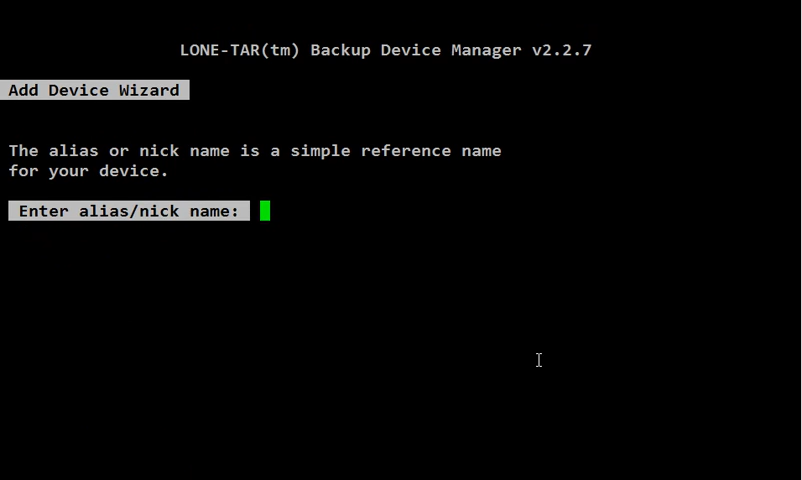 LONE-TAR(tm) Backup Device Manager v2.2.7
Add Device Wizard
The alias or nick name is a simple reference name
for your device.
Enter alias/nick name: